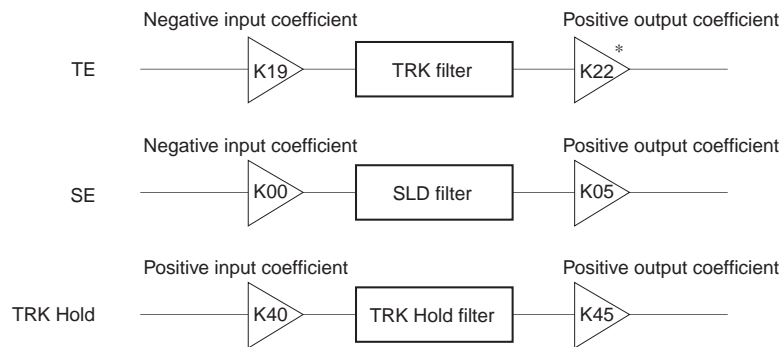 Negative input coefficient Positive output coefficient
TE K19 TRK filter K22 *
Negative input coefficient Positive output coefficient
SE K00 SLD filter K05
Positive input coefficient Positive output coefficient
TRK Hold K40 TRK Hold filter K45